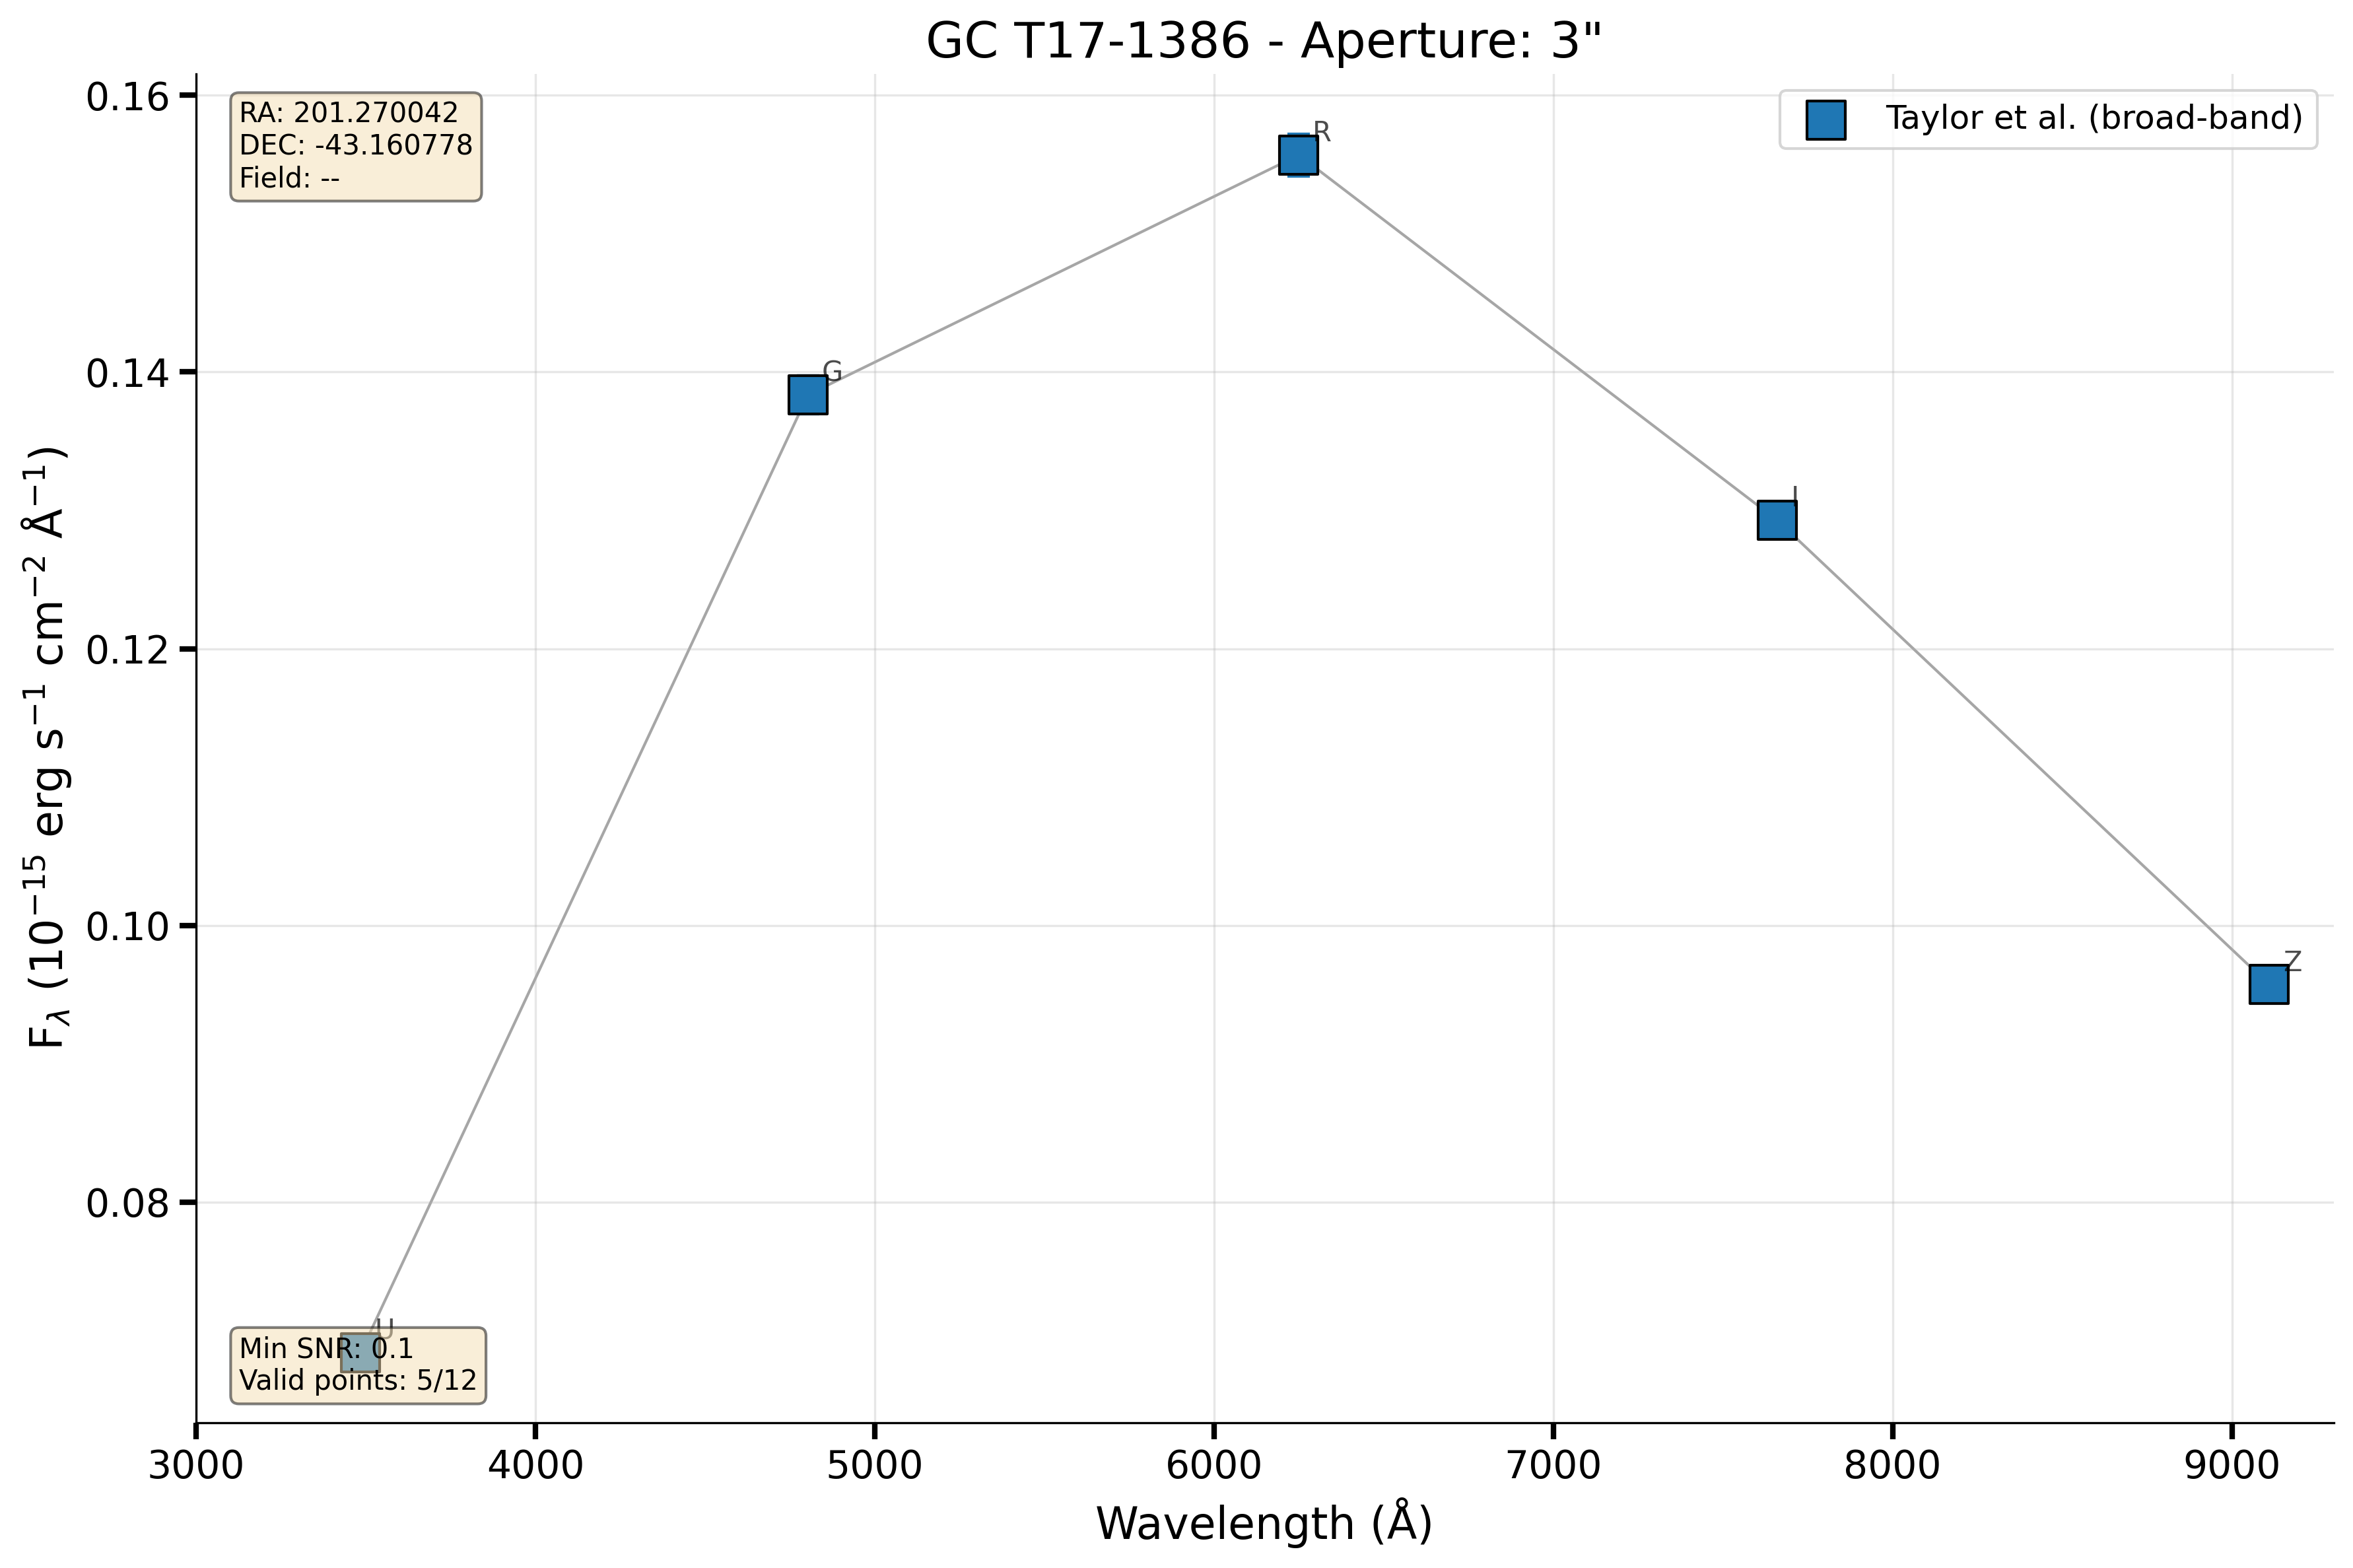 GC T17-1386 - Aperture: 3"
RA: 201.270042
DEC: -43.160778
Field: --
Taylor et al. (broad-band)
R
G
I
Z
U
Min SNR: 0.1
Valid points: 5/12
0.16
0.14
0.12
0.10
0.08
F_λ (10⁻¹⁵ erg s⁻¹ cm⁻² Å⁻¹)
3000 4000 5000 6000 7000 8000 9000
Wavelength (Å)